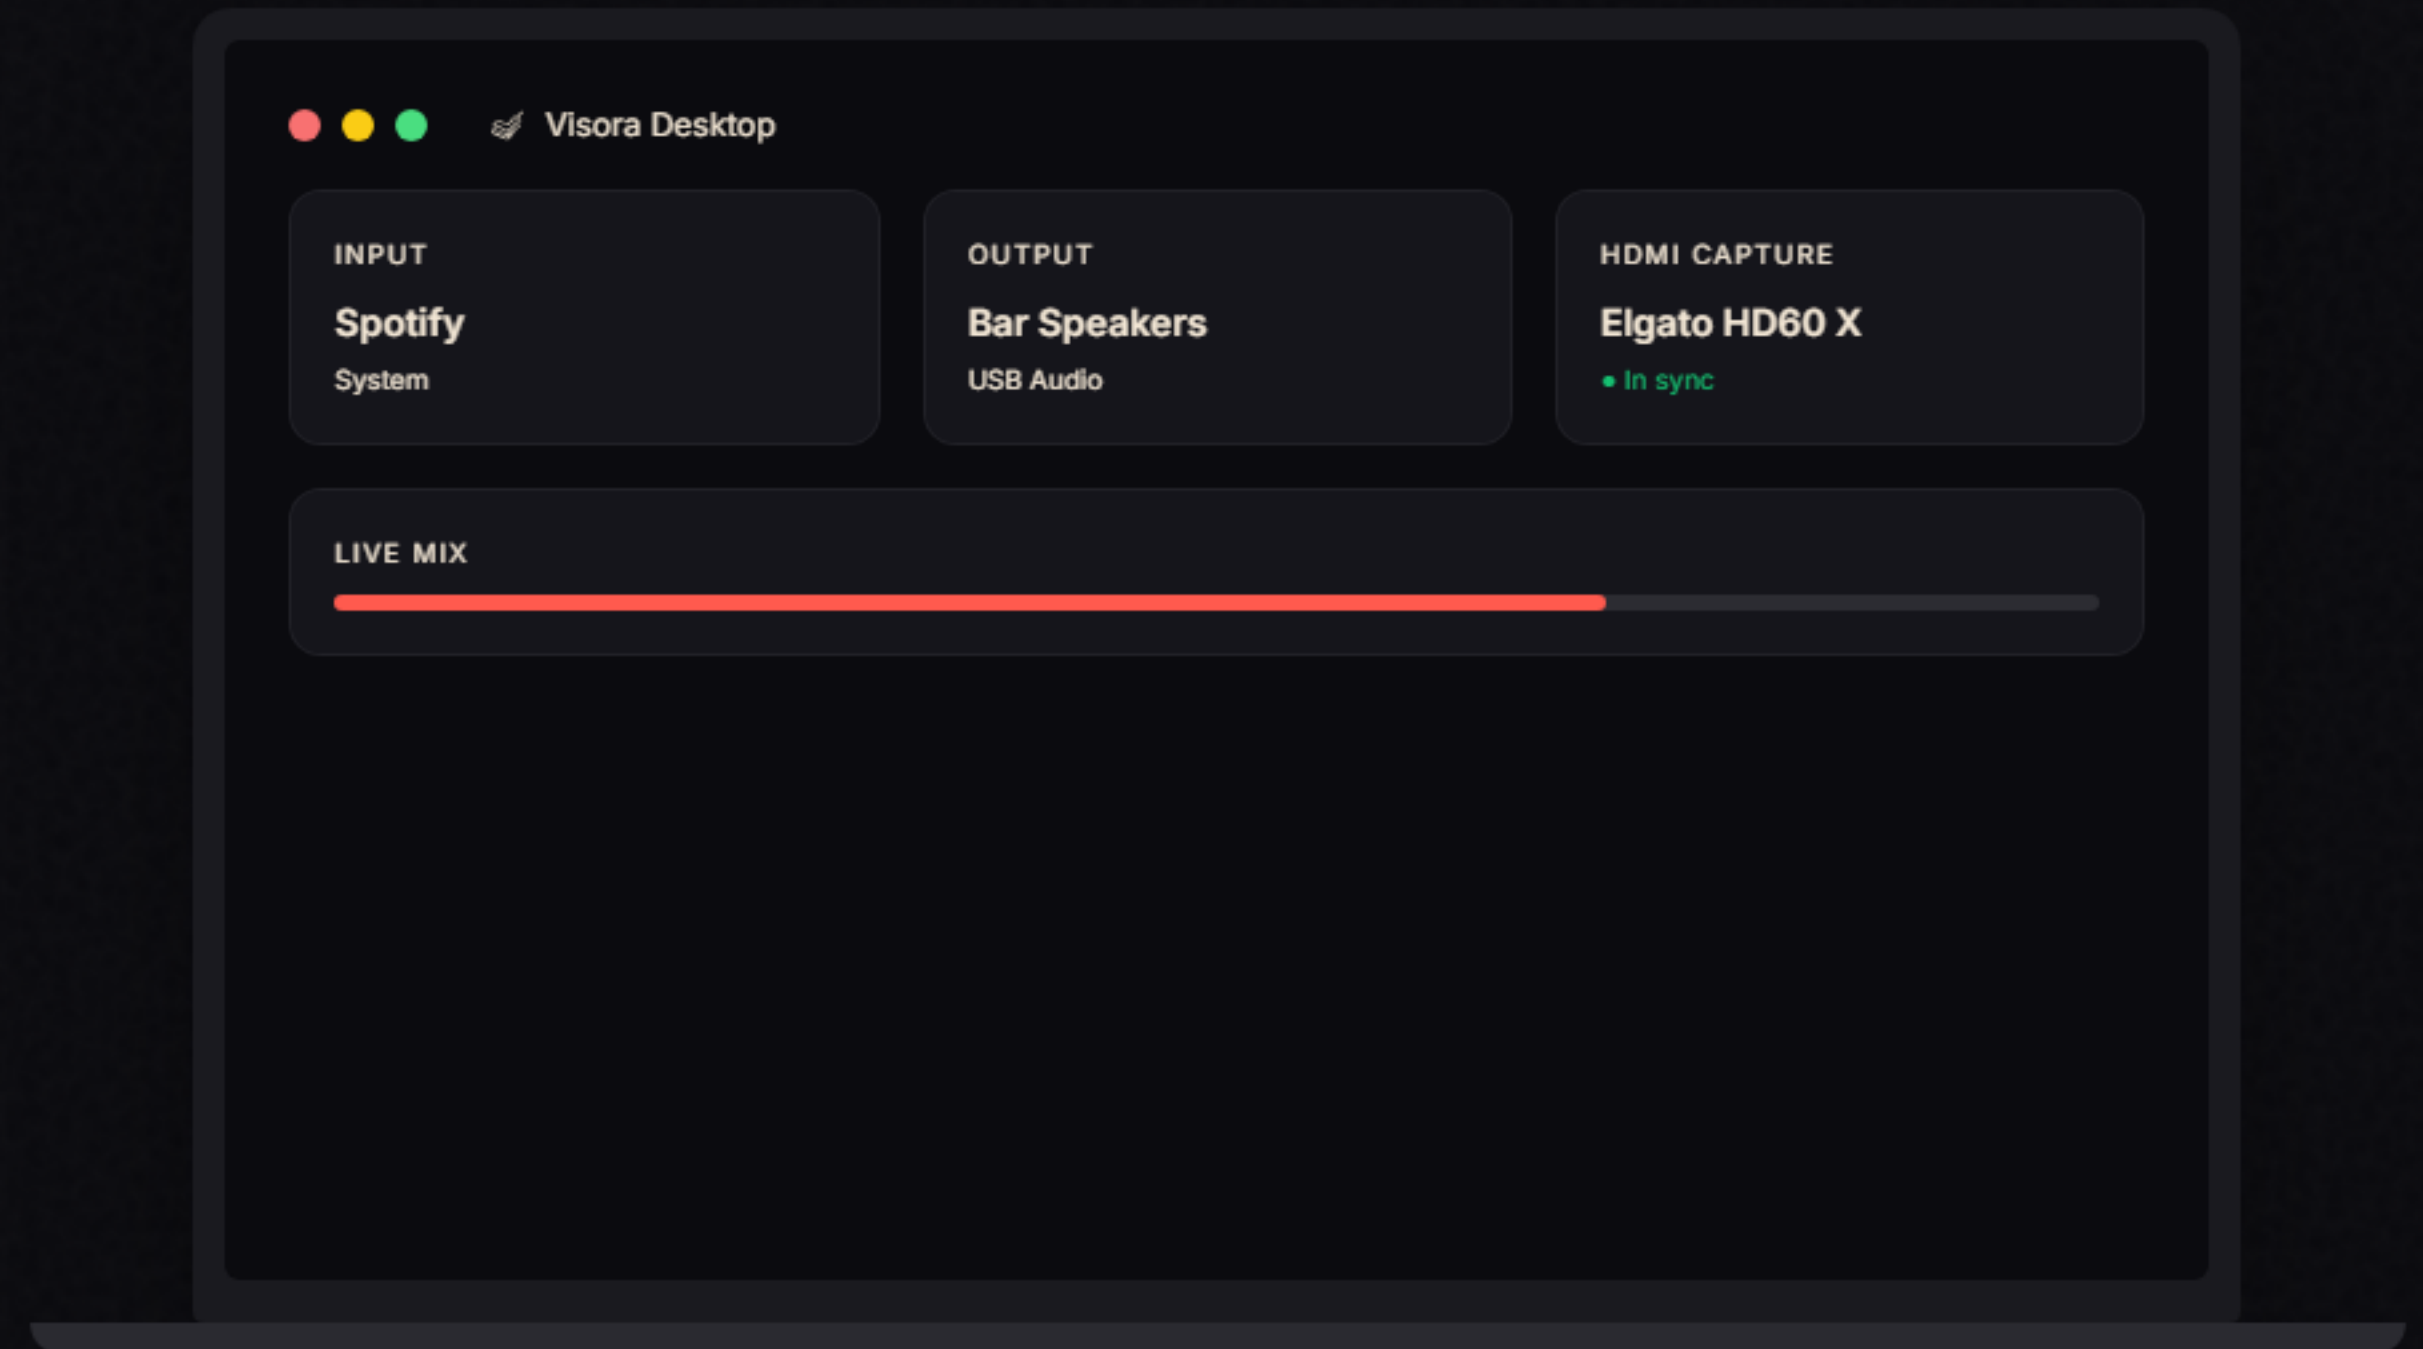 Visora Desktop
INPUT
Spotify
System
OUTPUT
Bar Speakers
USB Audio
HDMI CAPTURE
Elgato HD60 X
In sync
LIVE MIX